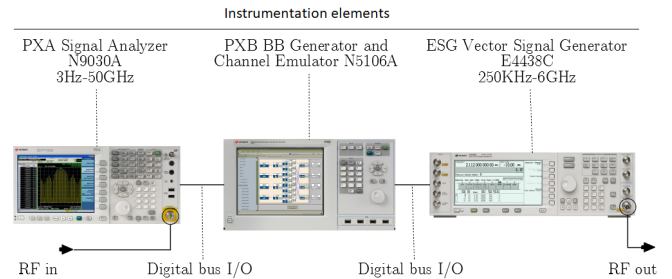 Instrumentation elements
PXA Signal Analyzer
N9030A
3Hz-50GHz
PXB BB Generator and
Channel Emulator N5106A
ESG Vector Signal Generator
E4438C
250KHz-6GHz
RF in
Digital bus I/O
Digital bus I/O
RF out